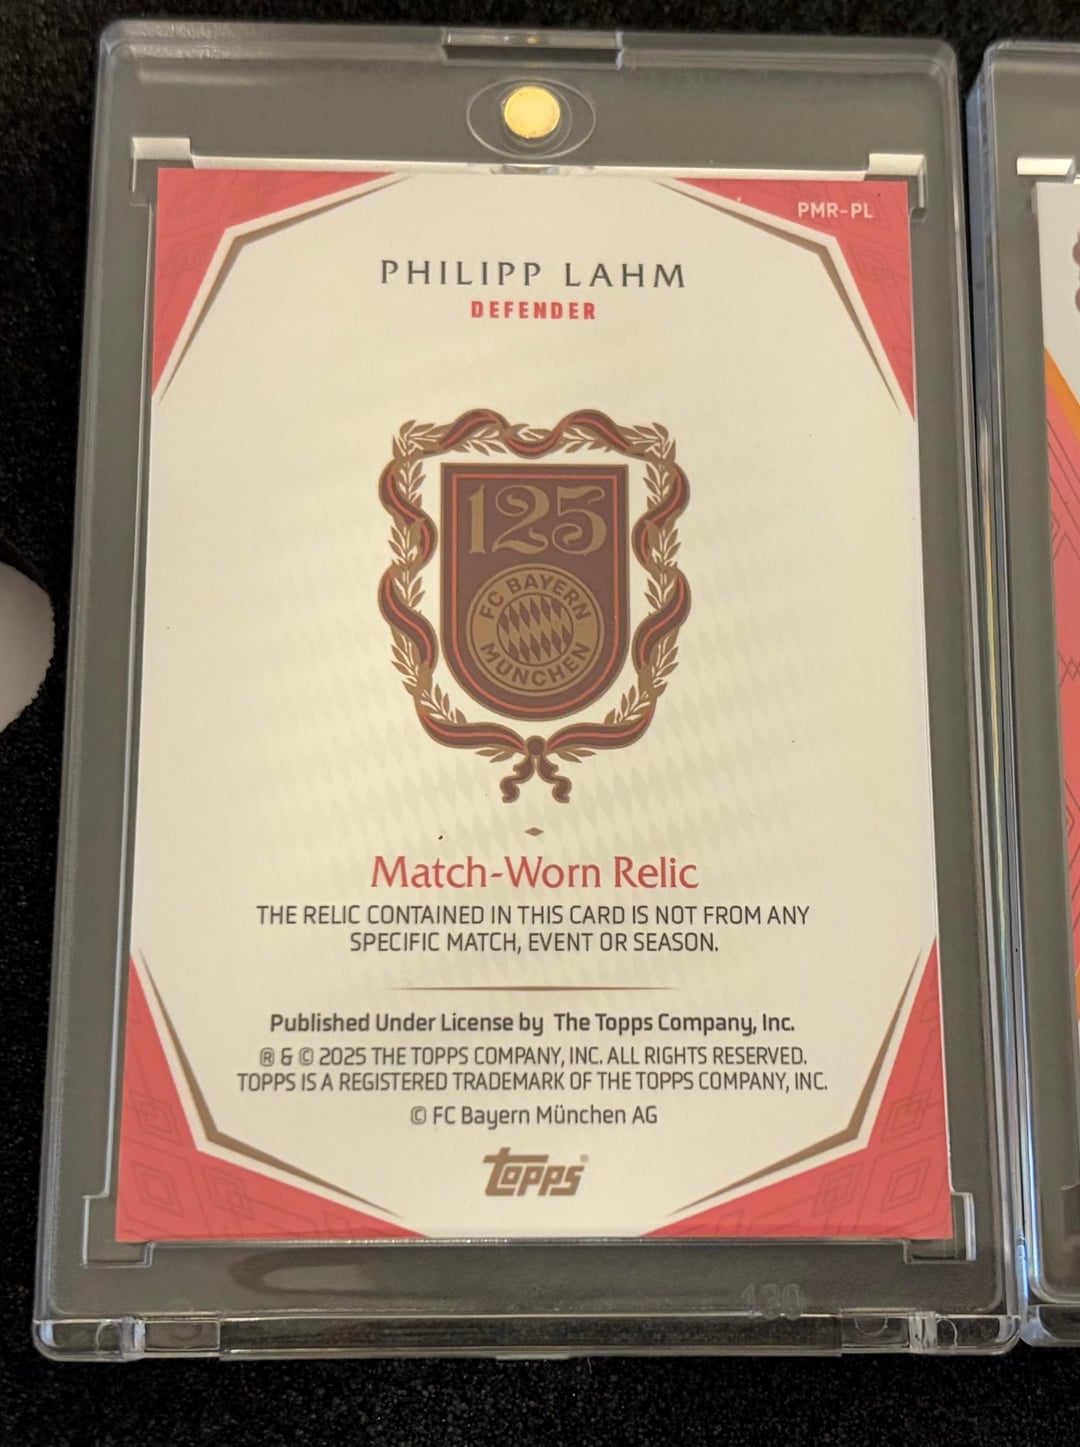 PMR-PL
PHILIPP LAHM
DEFENDER
125
FC BAYERN
MÜNCHEN
Match-Worn Relic
THE RELIC CONTAINED IN THIS CARD IS NOT FROM ANY
SPECIFIC MATCH, EVENT OR SEASON.
Published Under License by The Topps Company, Inc.
® & © 2025 THE TOPPS COMPANY, INC. ALL RIGHTS RESERVED.
TOPPS IS A REGISTERED TRADEMARK OF THE TOPPS COMPANY, INC.
© FC Bayern München AG
topps®
130